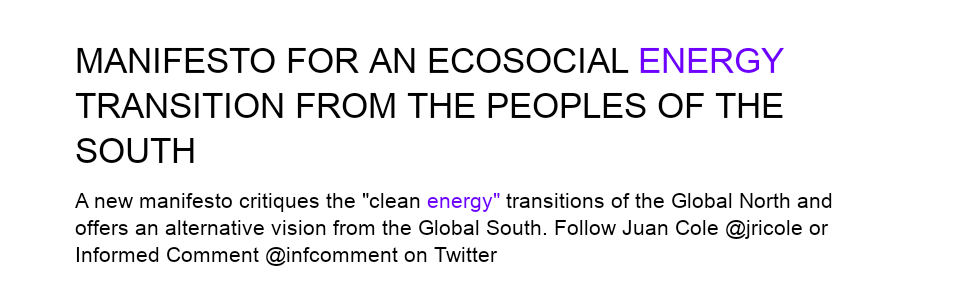 MANIFESTO FOR AN ECOSOCIAL ENERGY
TRANSITION FROM THE PEOPLES OF THE
SOUTH
A new manifesto critiques the "clean energy" transitions of the Global North and
offers an alternative vision from the Global South. Follow Juan Cole @jricole or
Informed Comment @infcomment on Twitter